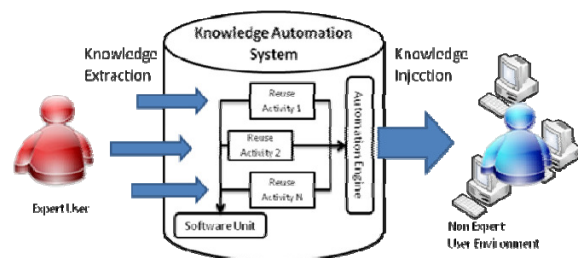 Knowledge Automation
System
Knowledge
Extraction
Knowledge
Injection
Reuse
Activity 1
Reuse
Activity 2
Reuse
Activity N
Automation Engine
Software Unit
Expert User
Non Expert
User Environment